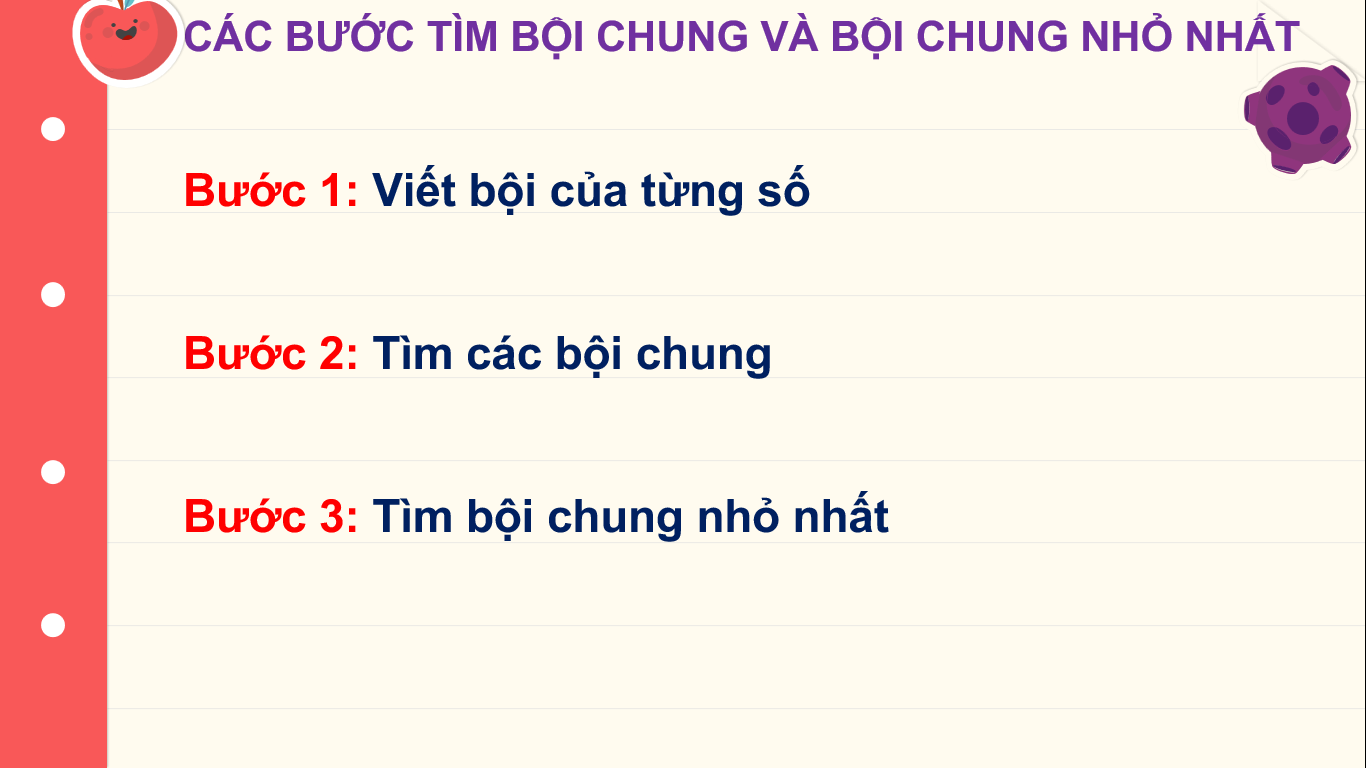 CÁC BƯỚC TÌM BỘI CHUNG VÀ BỘI CHUNG NHỎ NHẤT
Bước 1: Viết bội của từng số
Bước 2: Tìm các bội chung
Bước 3: Tìm bội chung nhỏ nhất